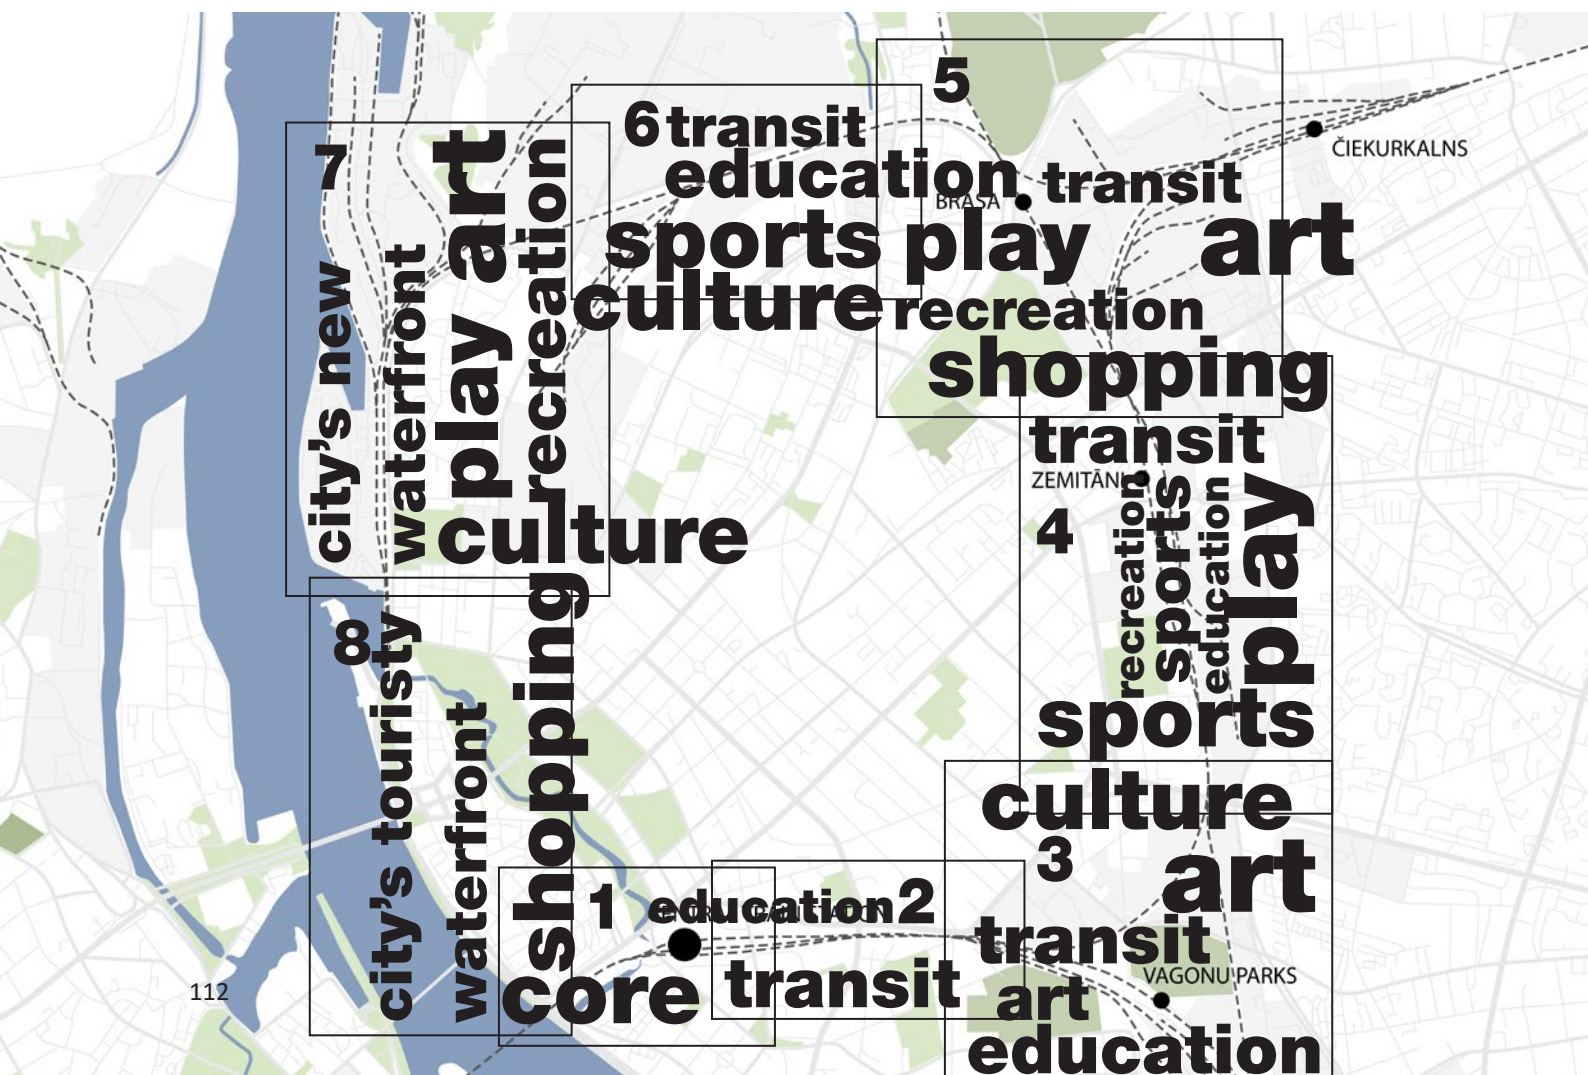 5
ČIEKURKALNS
6 transit
education
BRASA
transit
sports play
art
culture recreation
shopping
7
city's new
waterfront
play art
recreation
culture
transit
4
recreation
sports
education
play
sports
8
city's touristy
waterfront
shopping
culture
3
art
1
education 2
core
transit
transit
VAGONU PARKS
art
education
112